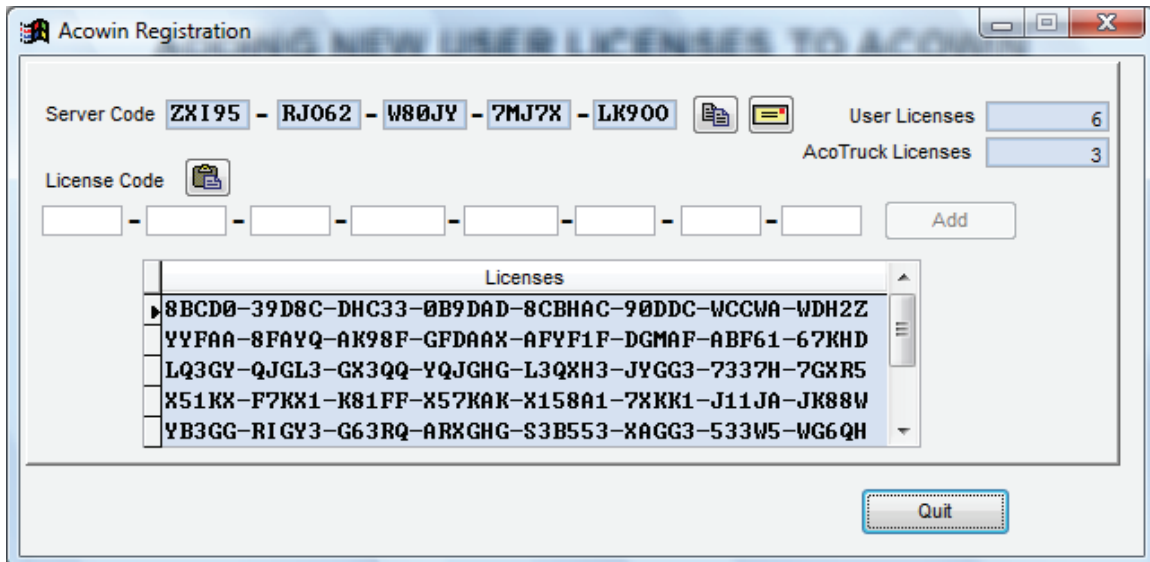 Acowin Registration
ADDING NEW USER LICENSES TO ACOWIN
Server Code ZXI95 - RJO62 - W80JY - 7MJ7X - LK900 User Licenses 6
AcoTruck Licenses 3
License Code
- - - - - - - Add
Licenses
8BCD0-39D8C-DHC33-0B9DAD-8CBHAC-90DDC-WCCWA-WDH2Z
YYFAA-8FAYQ-AK98F-GFDAAX-AFYF1F-DGMAF-ABF61-67KHD
LQ3GY-QJGL3-GX3QQ-YQJGHG-L3QXH3-JYGG3-7337H-7GXR5
X51KX-F7KX1-K81FF-X57KAK-X158A1-7XKK1-J11JA-JK88W
YB3GG-RIGY3-G63RQ-ARXGHG-S3B553-XAGG3-533W5-WG6QH
Quit